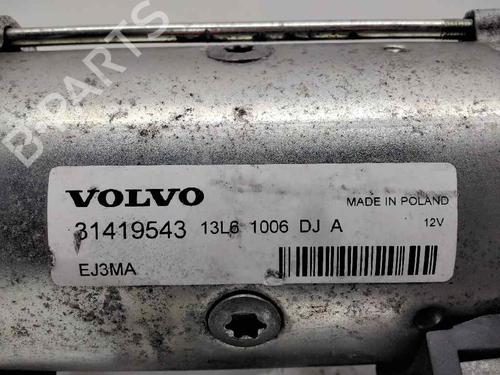 B-PARTS
VOLVO
MADE IN POLAND
31419543 13L6 1006 DJ A 12V
EJ3MA